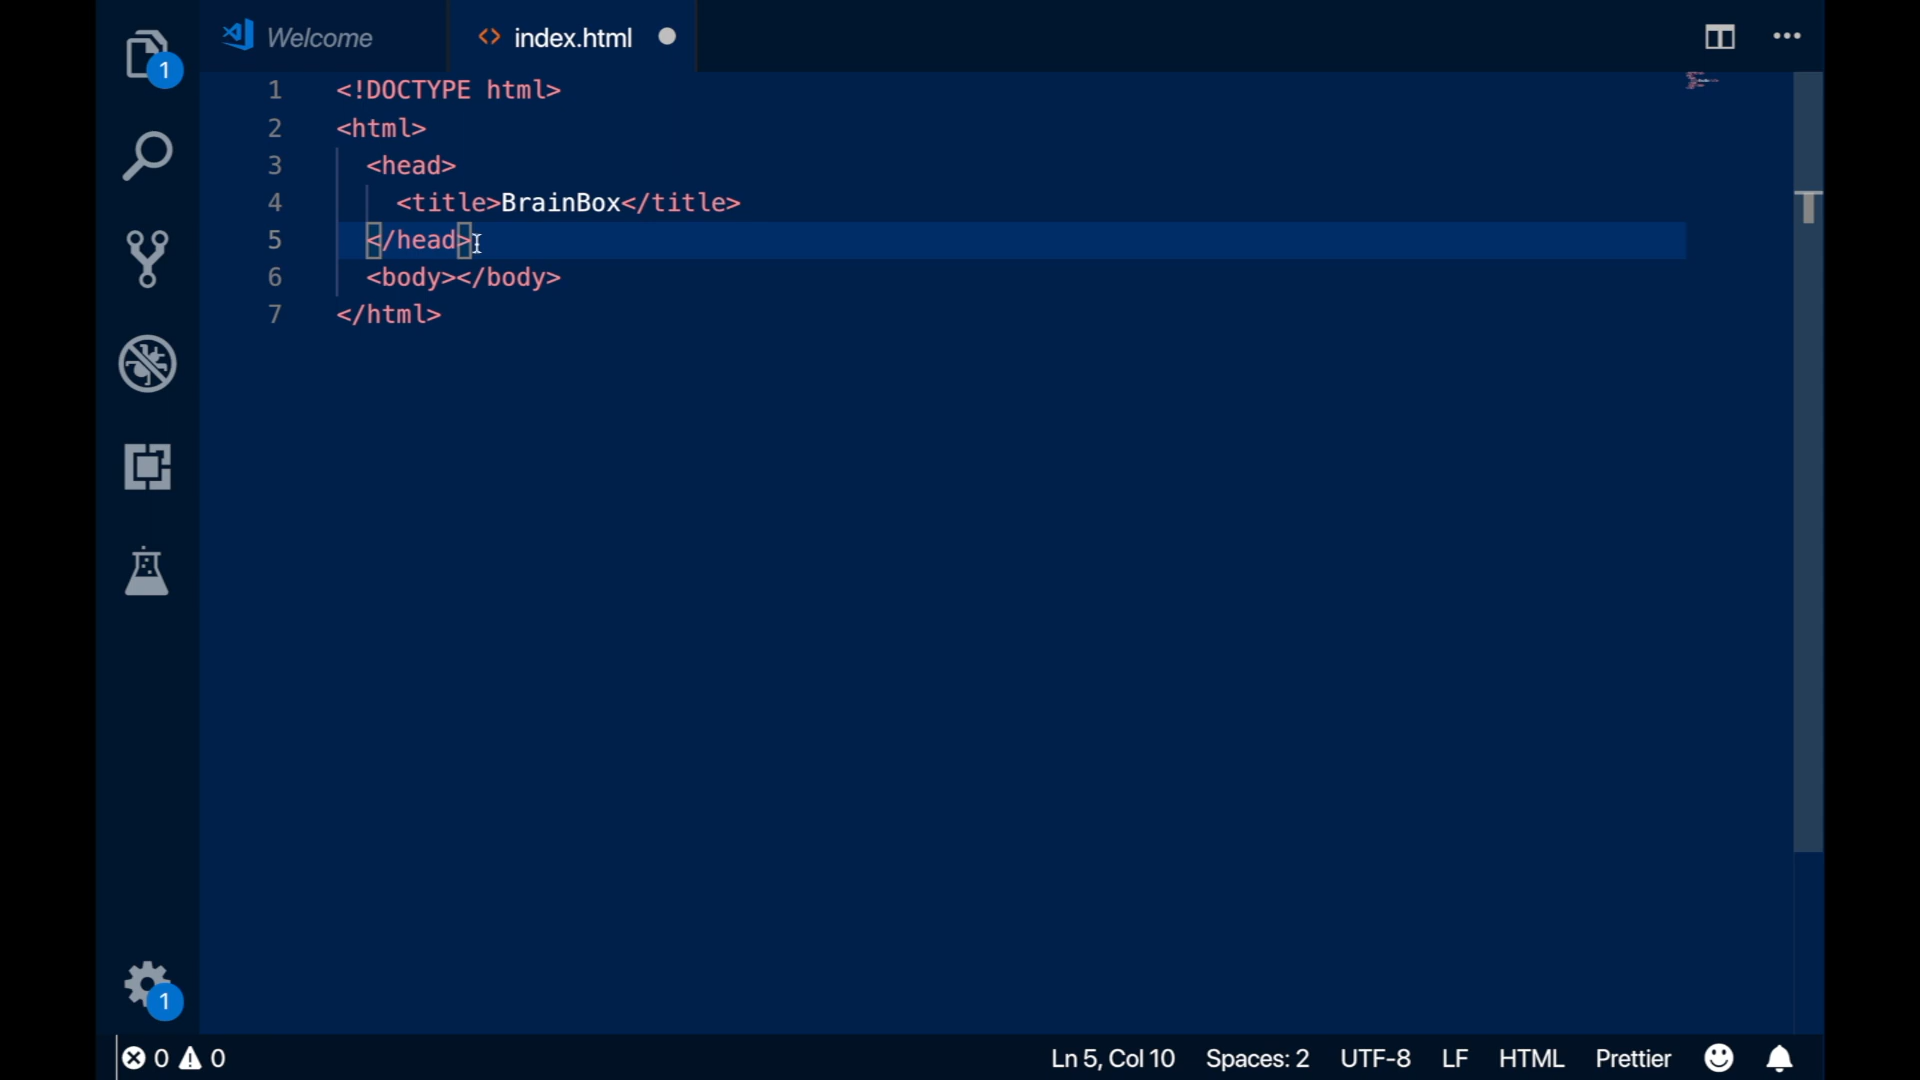 Welcome
index.html
1
1 <!DOCTYPE html>
2 <html>
3 <head>
4 <title>BrainBox</title>
5 </head>
6 <body></body>
7 </html>
1
0 0
Ln 5, Col 10 Spaces: 2 UTF-8 LF HTML Prettier